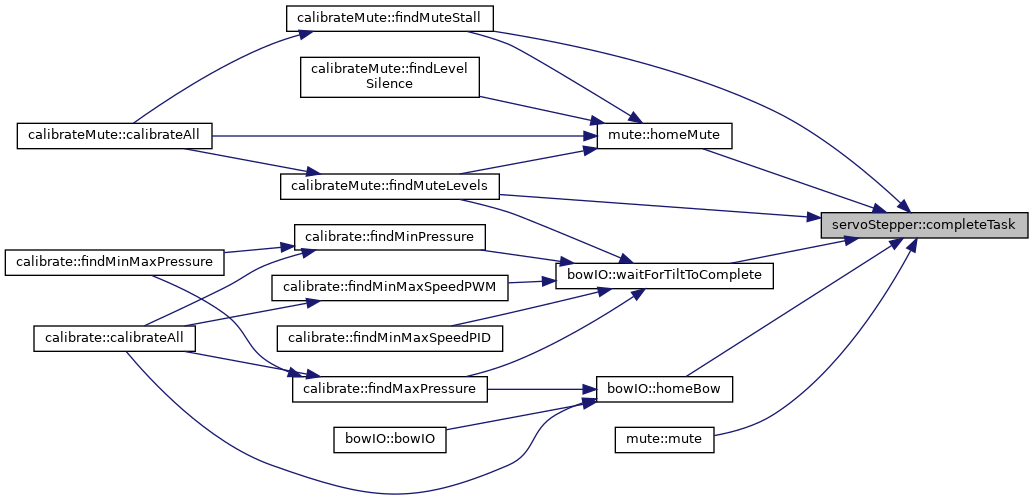 calibrateMute::findMuteStall
calibrateMute::findLevel
Silence
calibrateMute::calibrateAll
mute::homeMute
calibrateMute::findMuteLevels
servoStepper::completeTask
calibrate::findMinPressure
calibrate::findMinMaxPressure
bowIO::waitForTiltToComplete
calibrate::findMinMaxSpeedPWM
calibrate::calibrateAll
calibrate::findMinMaxSpeedPID
calibrate::findMaxPressure
bowIO::homeBow
bowIO::bowIO
mute::mute